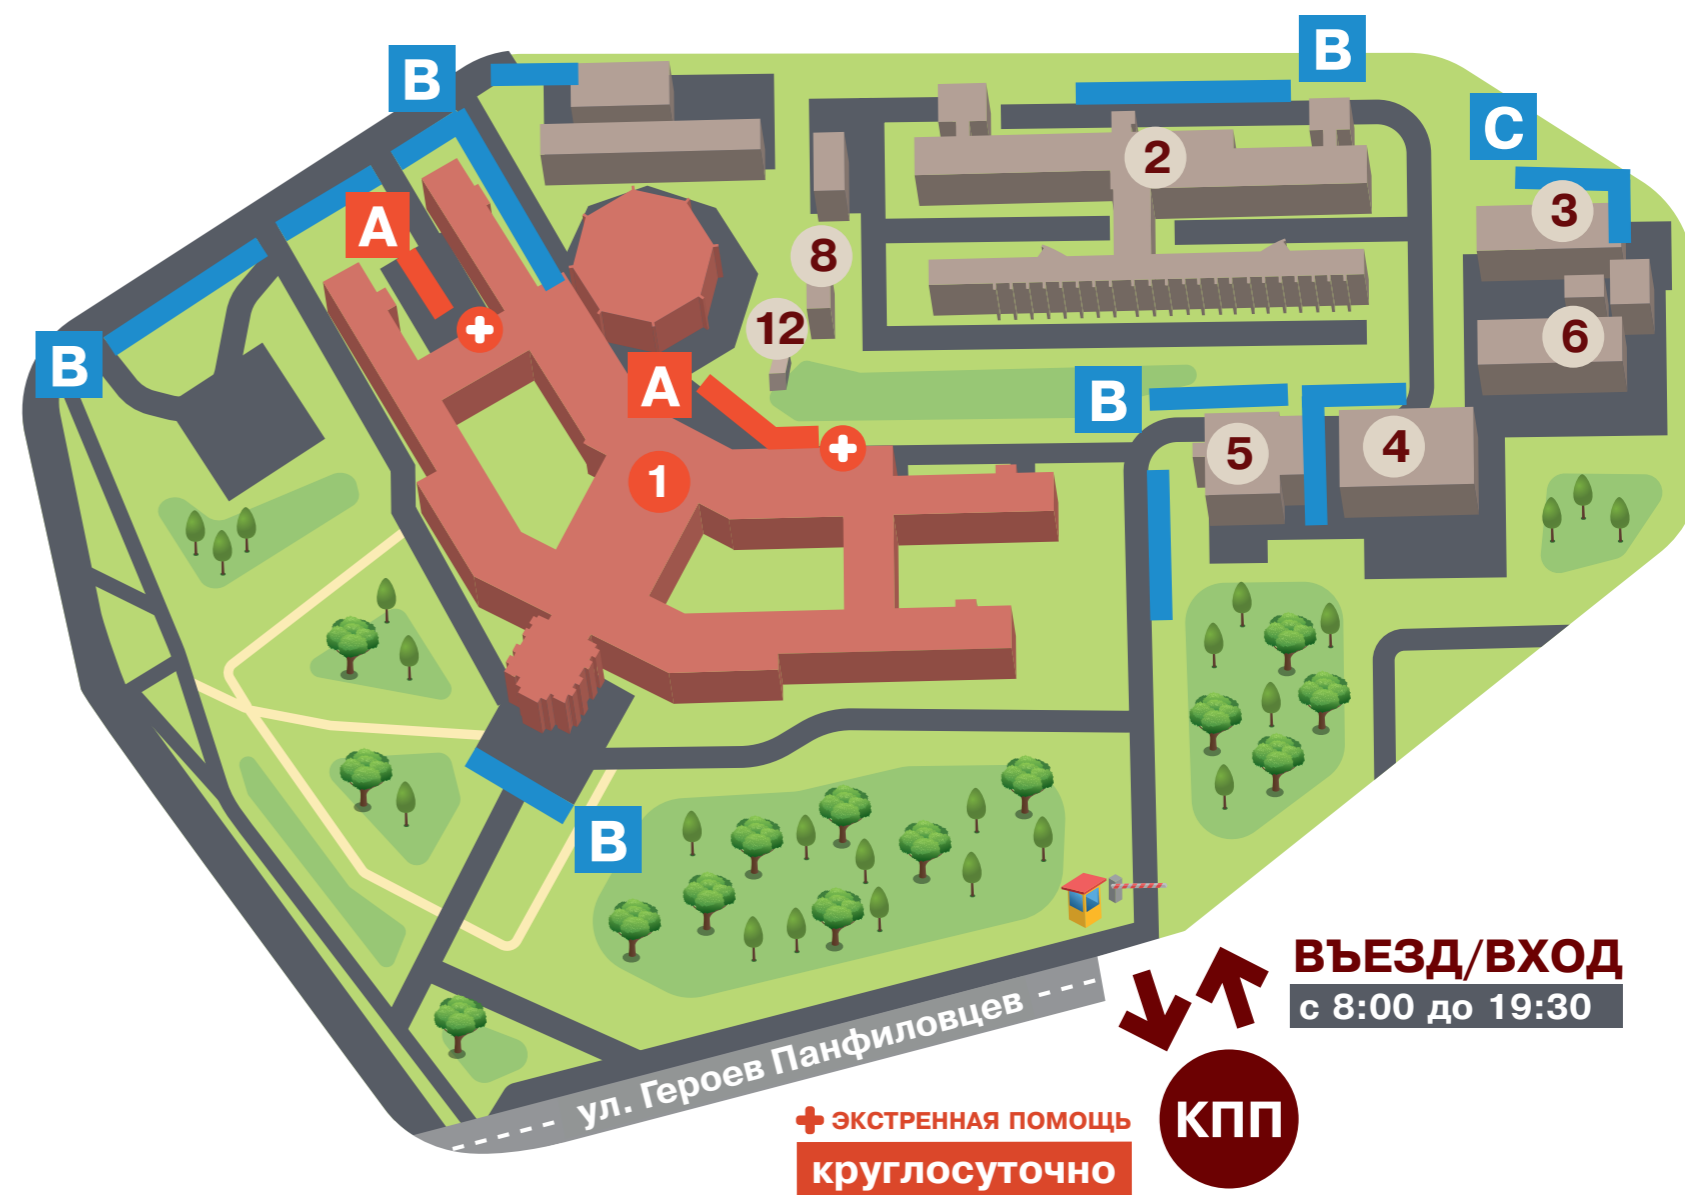 B
B
C
B
A
2
3
8
12
6
B
A
B
5
4
1
B
ВЪЕЗД/ВХОД
с 8:00 до 19:30
ул. Героев Панфиловцев
КПП
ЭКСТРЕННАЯ ПОМОЩЬ
круглосуточно